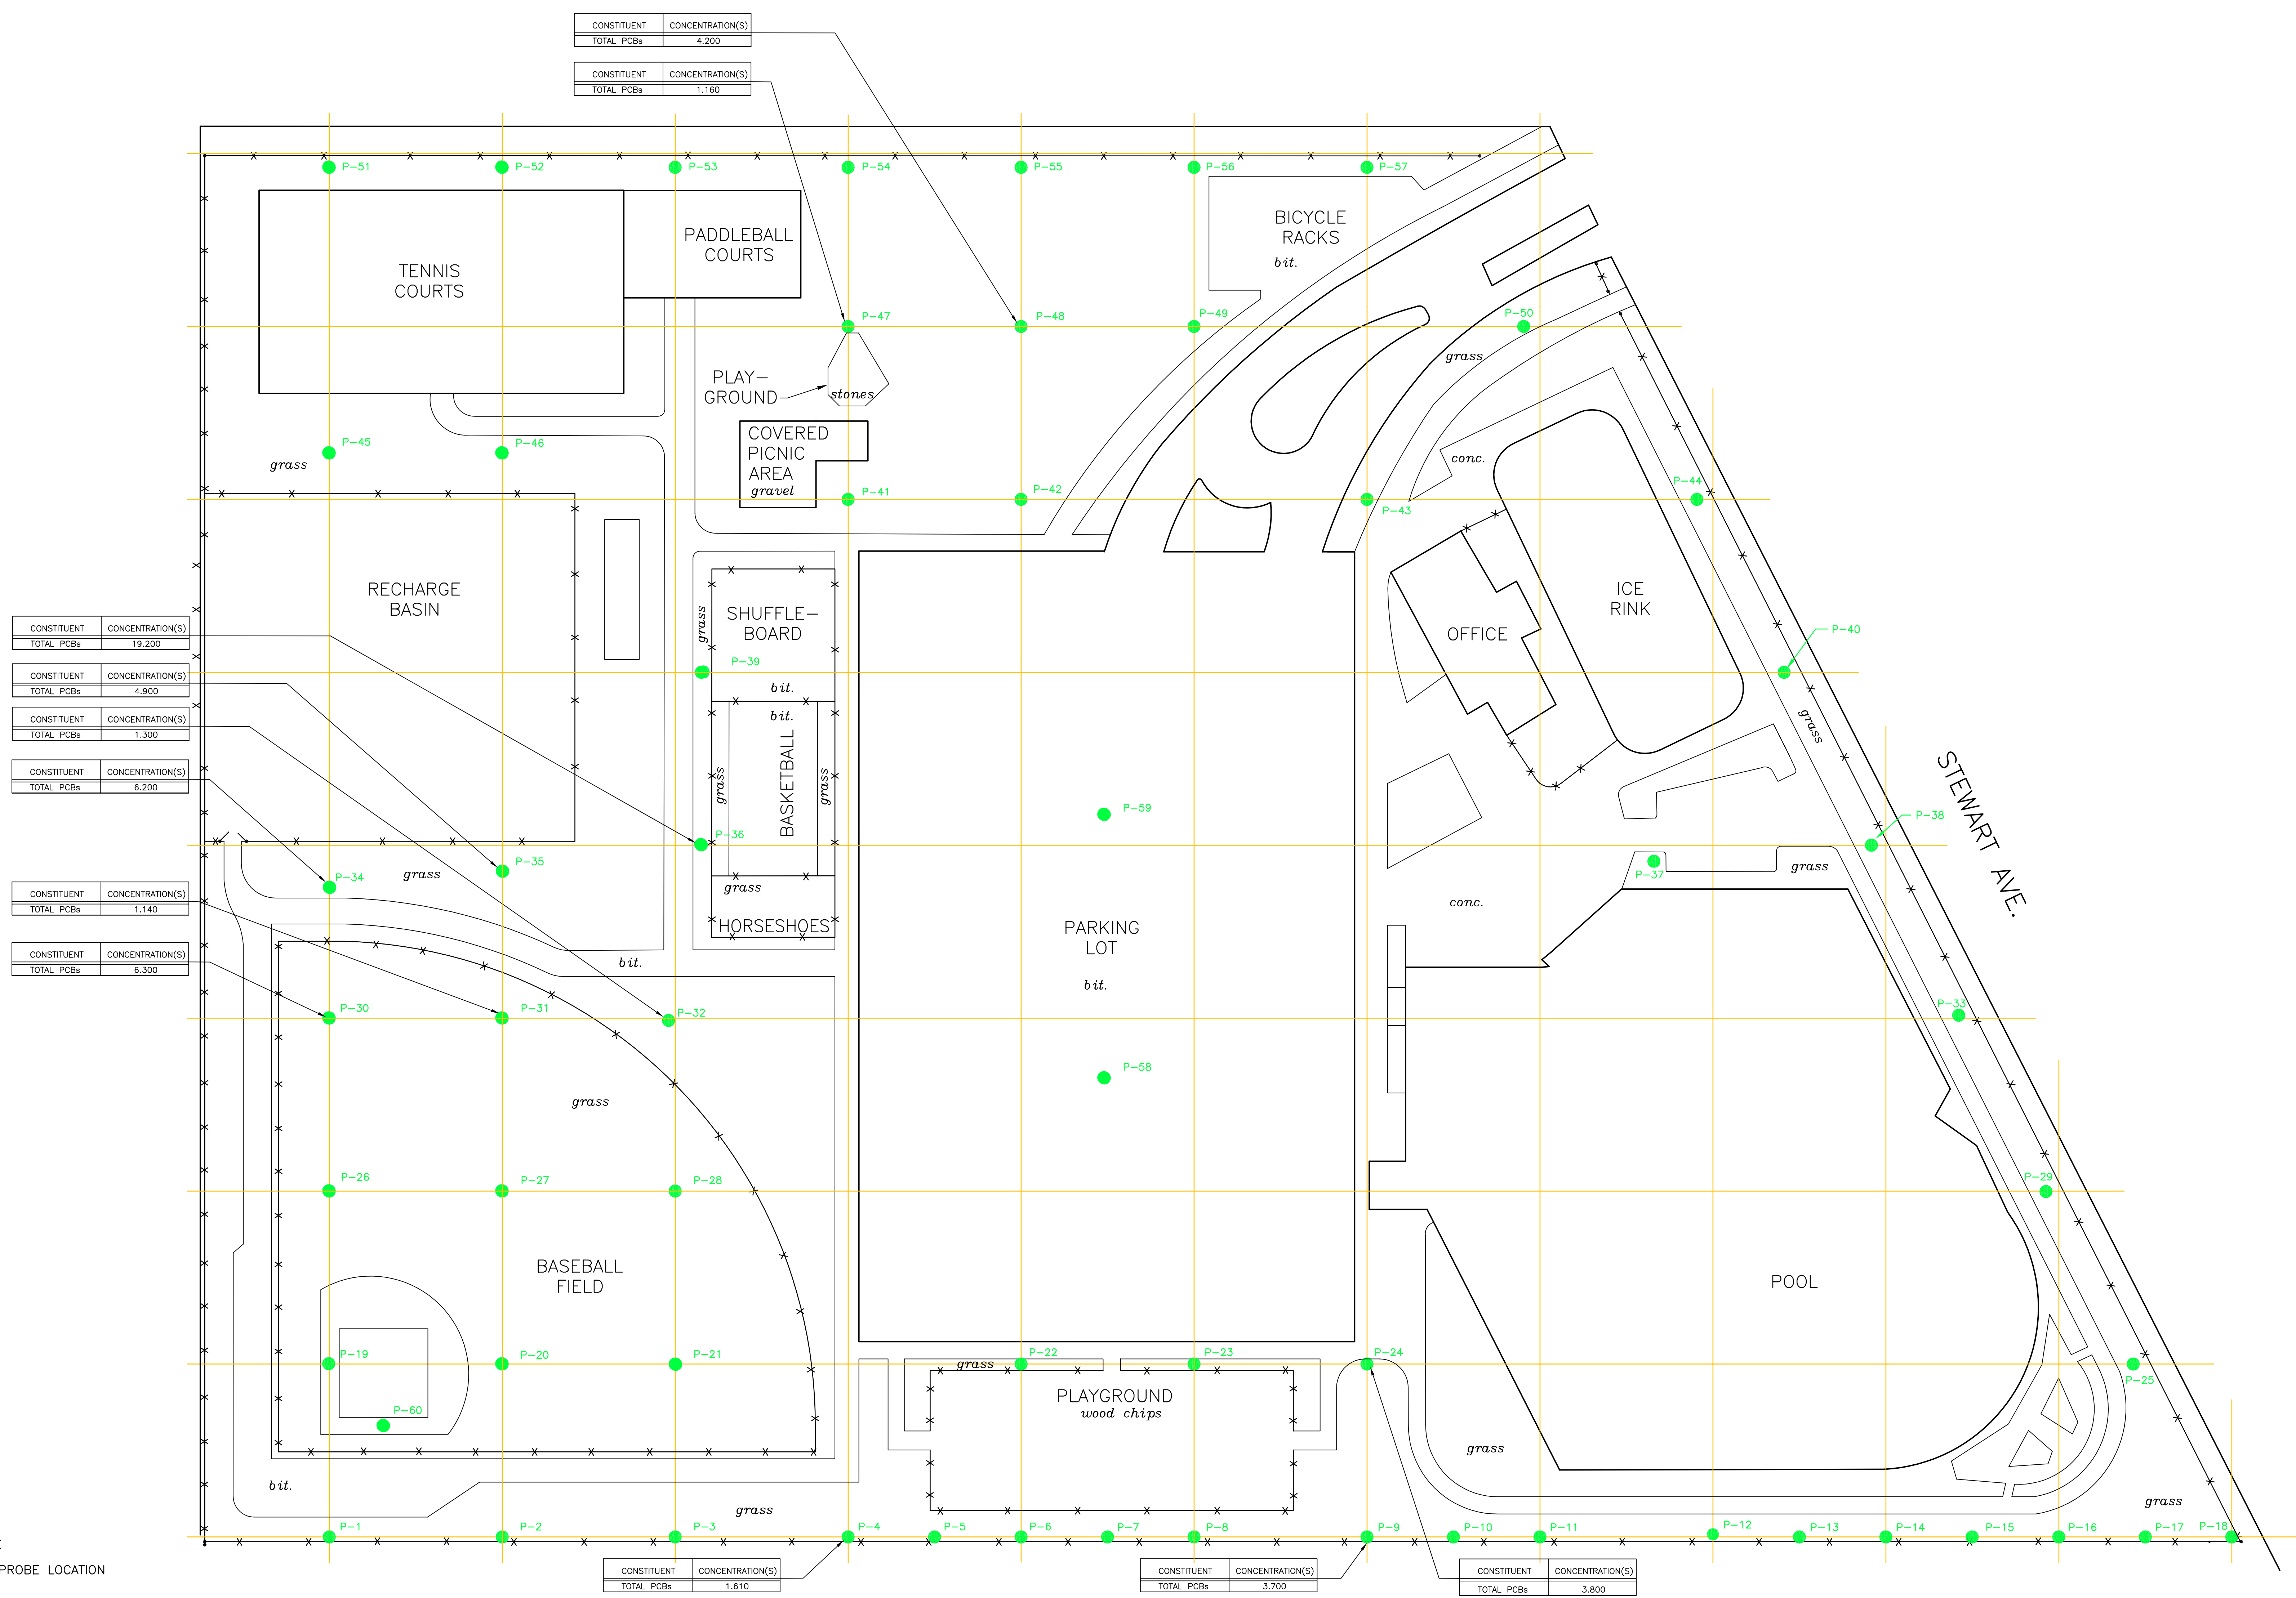 CONSTITUENT CONCENTRATION(S)
TOTAL PCBs 4.200
CONSTITUENT CONCENTRATION(S)
TOTAL PCBs 1.160
P-51 P-52 P-53 P-54 P-55 P-56 P-57
PADDLEBALL
COURTS
BICYCLE
RACKS
bit.
TENNIS
COURTS
P-47 P-48 P-49 P-50
grass
PLAY-
GROUND
stones
COVERED
PICNIC
AREA
gravel
P-45 P-46
grass
conc.
P-41 P-42 P-43 P-44
RECHARGE
BASIN
SHUFFLE-
BOARD
grass
ICE
RINK
OFFICE
P-40
CONSTITUENT CONCENTRATION(S)
TOTAL PCBs 19.200
P-39
bit.
bit.
CONSTITUENT CONCENTRATION(S)
TOTAL PCBs 4.900
CONSTITUENT CONCENTRATION(S)
TOTAL PCBs 1.300
grass
BASKETBALL
grass
grass
STEWART AVE.
CONSTITUENT CONCENTRATION(S)
TOTAL PCBs 6.200
P-59
P-38
P-36
P-34 P-35
grass
grass
HORSESHOES
P-37
grass
conc.
CONSTITUENT CONCENTRATION(S)
TOTAL PCBs 1.140
PARKING
LOT
bit.
bit.
CONSTITUENT CONCENTRATION(S)
TOTAL PCBs 6.300
P-30 P-31 P-32 P-33
P-58
grass
P-26 P-27 P-28 P-29
BASEBALL
FIELD
POOL
P-19 P-20 P-21 P-22 P-23 P-24 P-25
grass
PLAYGROUND
wood chips
P-60
grass
bit.
grass
grass
P-1 P-2 P-3 P-4 P-5 P-6 P-7 P-8 P-9 P-10 P-11 P-12 P-13 P-14 P-15 P-16 P-17 P-18
PROBE LOCATION
CONSTITUENT CONCENTRATION(S)
TOTAL PCBs 1.610
CONSTITUENT CONCENTRATION(S)
TOTAL PCBs 3.700
CONSTITUENT CONCENTRATION(S)
TOTAL PCBs 3.800